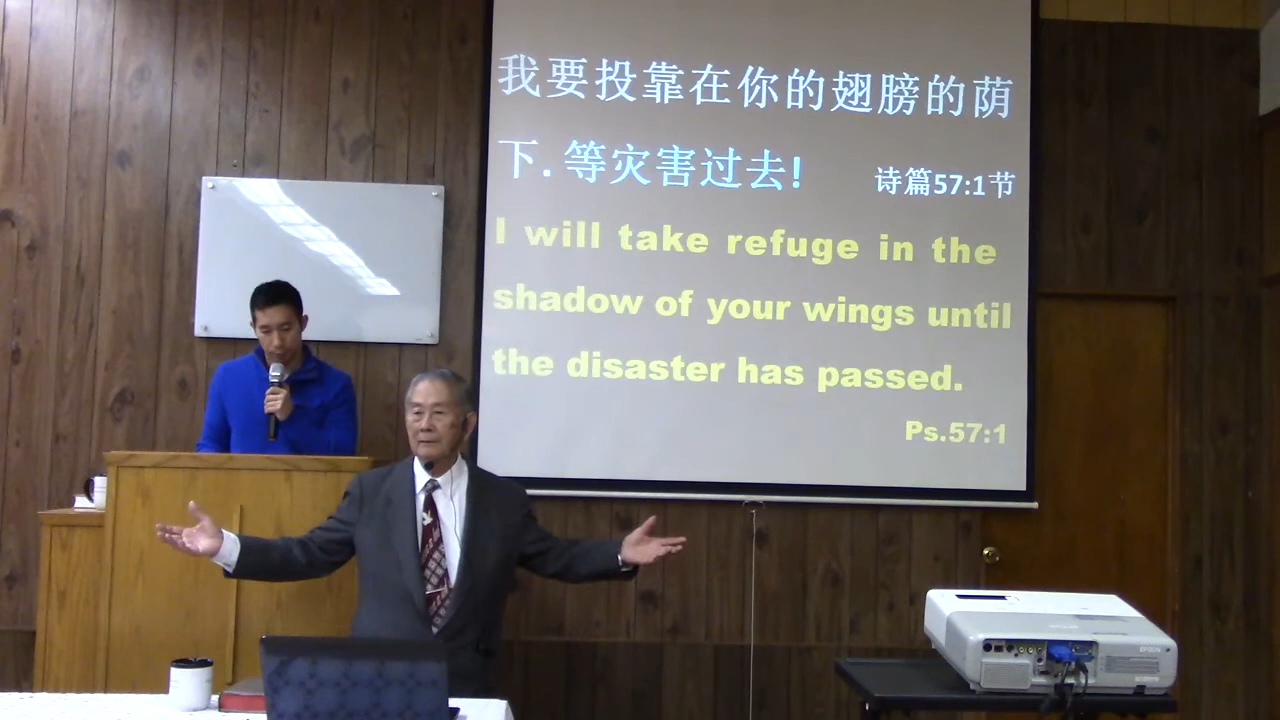 我要投靠在你的翅膀的荫
下.等灾害过去!
诗篇57:1节
I will take refuge in the
shadow of your wings until
the disaster has passed.
Ps.57:1
EPSON